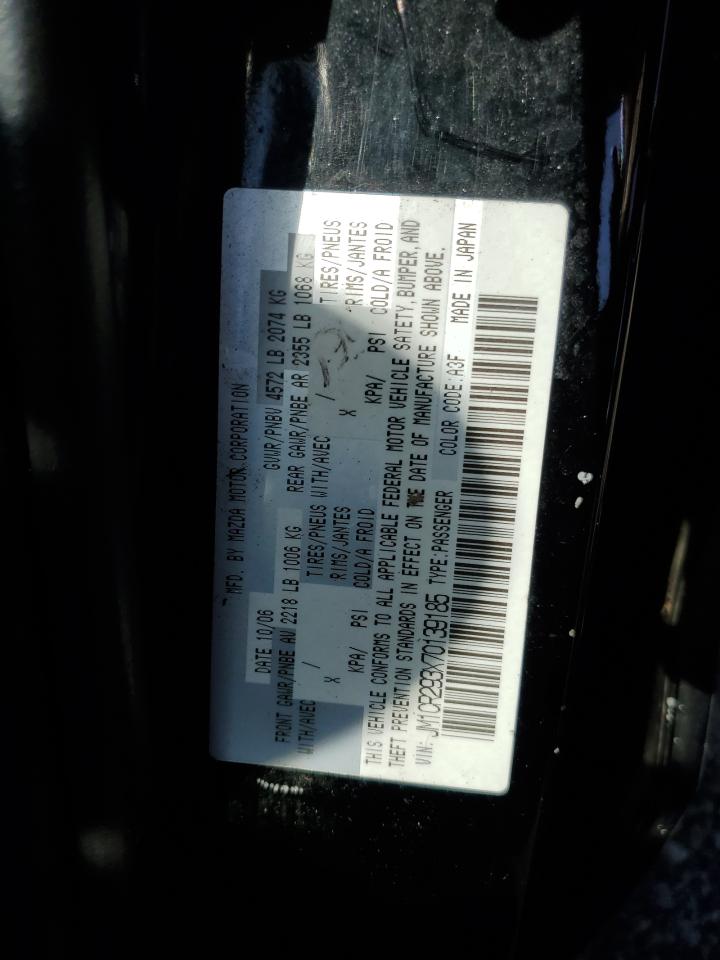 MFD. BY MAZDA MOTOR CORPORATION
DATE 10/06 GVWR/PNBV 4572 LB 2074 KG
FRONT GAWR/PNBE AV 2218 LB 1006 KG REAR GAWR/PNBE AR 2355 LB 1068 KG
WITH/AVEC / TIRES/PNEUS WITH/AVEC / TIRES/PNEUS
X RIMS/JANTES X RIMS/JANTES
KPA/ PSI COLD/A FROID KPA/ PSI COLD/A FROID
THIS VEHICLE CONFORMS TO ALL APPLICABLE FEDERAL MOTOR VEHICLE SATETY, BUMPER, AND
THEFT PREVENTION STANDARDS IN EFFECT ON THE DATE OF MANUFACTURE SHOWN ABOVE.
VIN: JM1CR293X70139185 TYPE:PASSENGER COLOR CODE:A3F MADE IN JAPAN